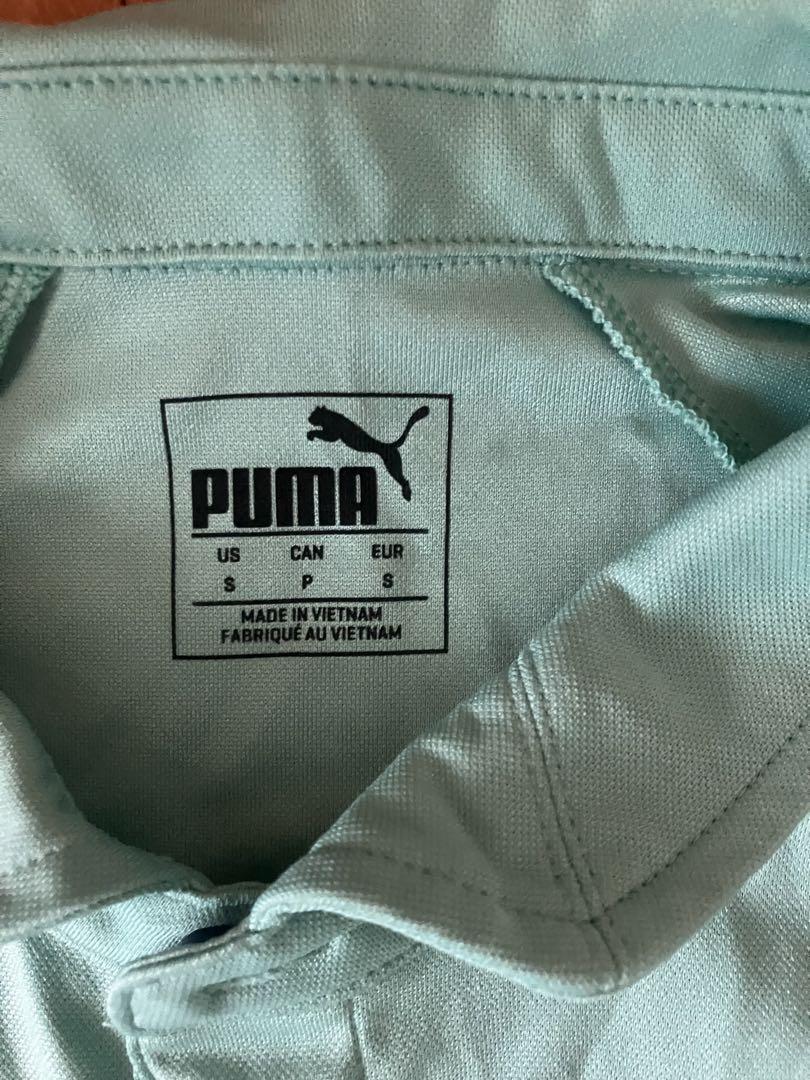 PUMA
US CAN EUR
S P S
MADE IN VIETNAM
FABRIQUÉ AU VIETNAM